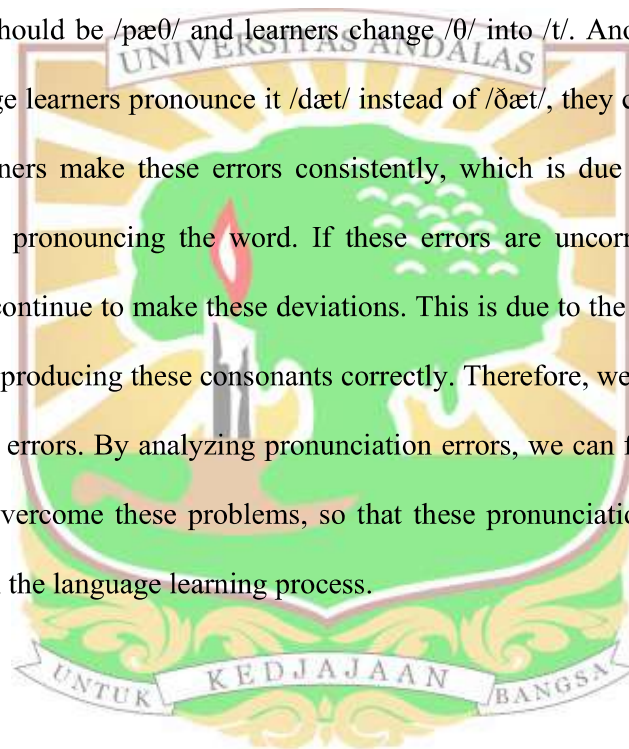 hould be /pæθ/ and learners change /θ/ into /t/. Ano
UNIVERSITAS ANDALAS
ge learners pronounce it /dæt/ instead of /ðæt/, they c
ners make these errors consistently, which is due
pronouncing the word. If these errors are uncorr
continue to make these deviations. This is due to the
producing these consonants correctly. Therefore, we
errors. By analyzing pronunciation errors, we can f
vercome these problems, so that these pronunciatio
the language learning process.
UNTUK KEDJAJAAN BANGSA